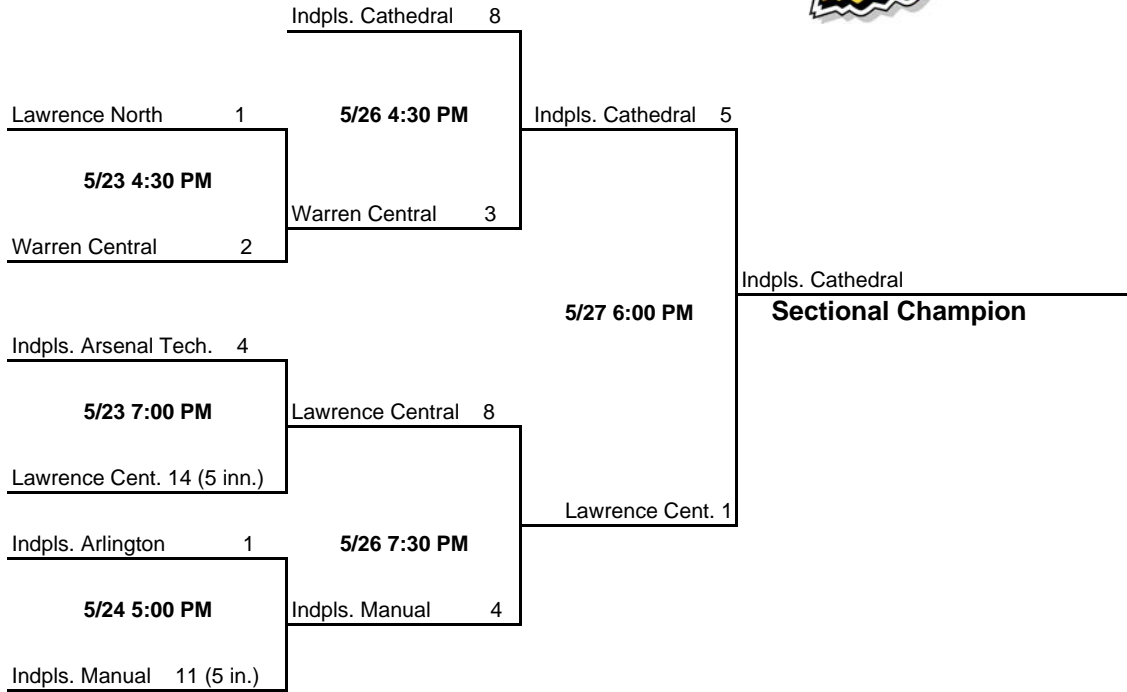 Indpls. Cathedral 8
Lawrence North 1
5/26 4:30 PM
Indpls. Cathedral 5
5/23 4:30 PM
Warren Central 3
Warren Central 2
Indpls. Cathedral
5/27 6:00 PM
Sectional Champion
Indpls. Arsenal Tech. 4
5/23 7:00 PM
Lawrence Central 8
Lawrence Cent. 14 (5 inn.)
Lawrence Cent. 1
Indpls. Arlington 1
5/26 7:30 PM
5/24 5:00 PM
Indpls. Manual 4
Indpls. Manual 11 (5 in.)